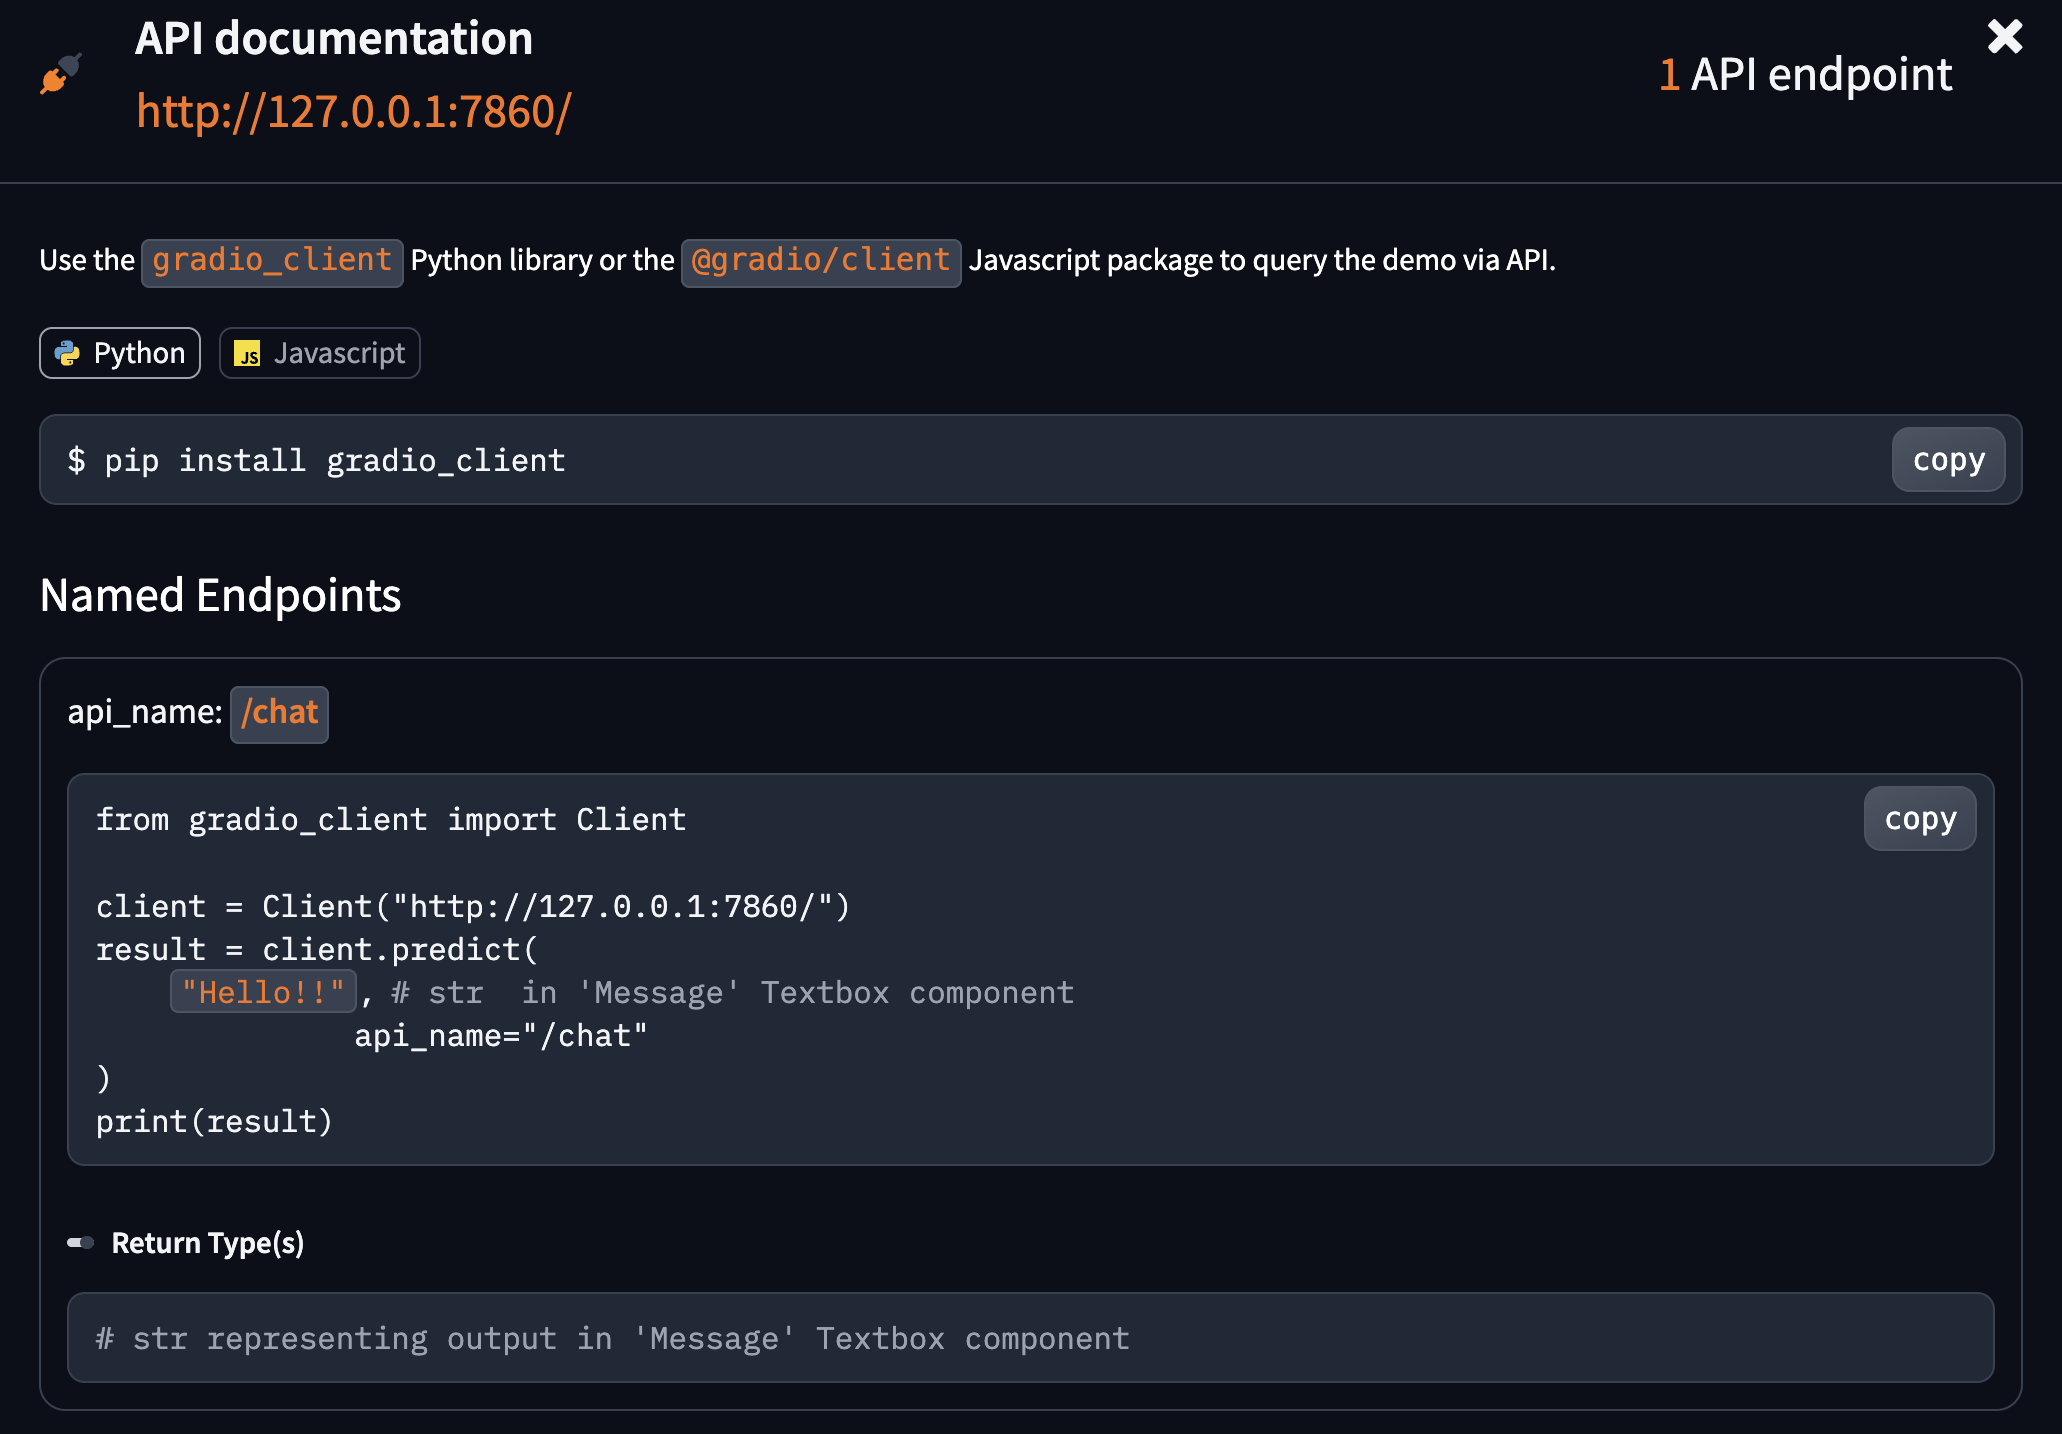 API documentation
http://127.0.0.1:7860/
1 API endpoint
Use the gradio_client Python library or the @gradio/client Javascript package to query the demo via API.
Python
JS Javascript
$ pip install gradio_client
copy
Named Endpoints
api_name: /chat
from gradio_client import Client
copy
client = Client("http://127.0.0.1:7860/")
result = client.predict(
"Hello!!", # str  in 'Message' Textbox component
api_name="/chat"
)
print(result)
Return Type(s)
# str representing output in 'Message' Textbox component